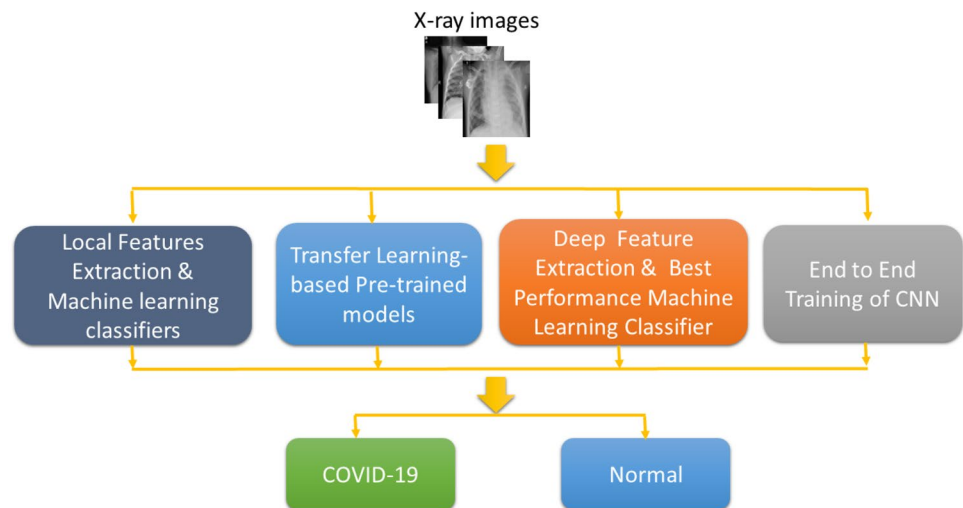 X-ray images
Local Features
Extraction &
Machine learning
classifiers
Transfer Learning-
based Pre-trained
models
Deep Feature
Extraction & Best
Performance Machine
Learning Classifier
End to End
Training of CNN
COVID-19
Normal